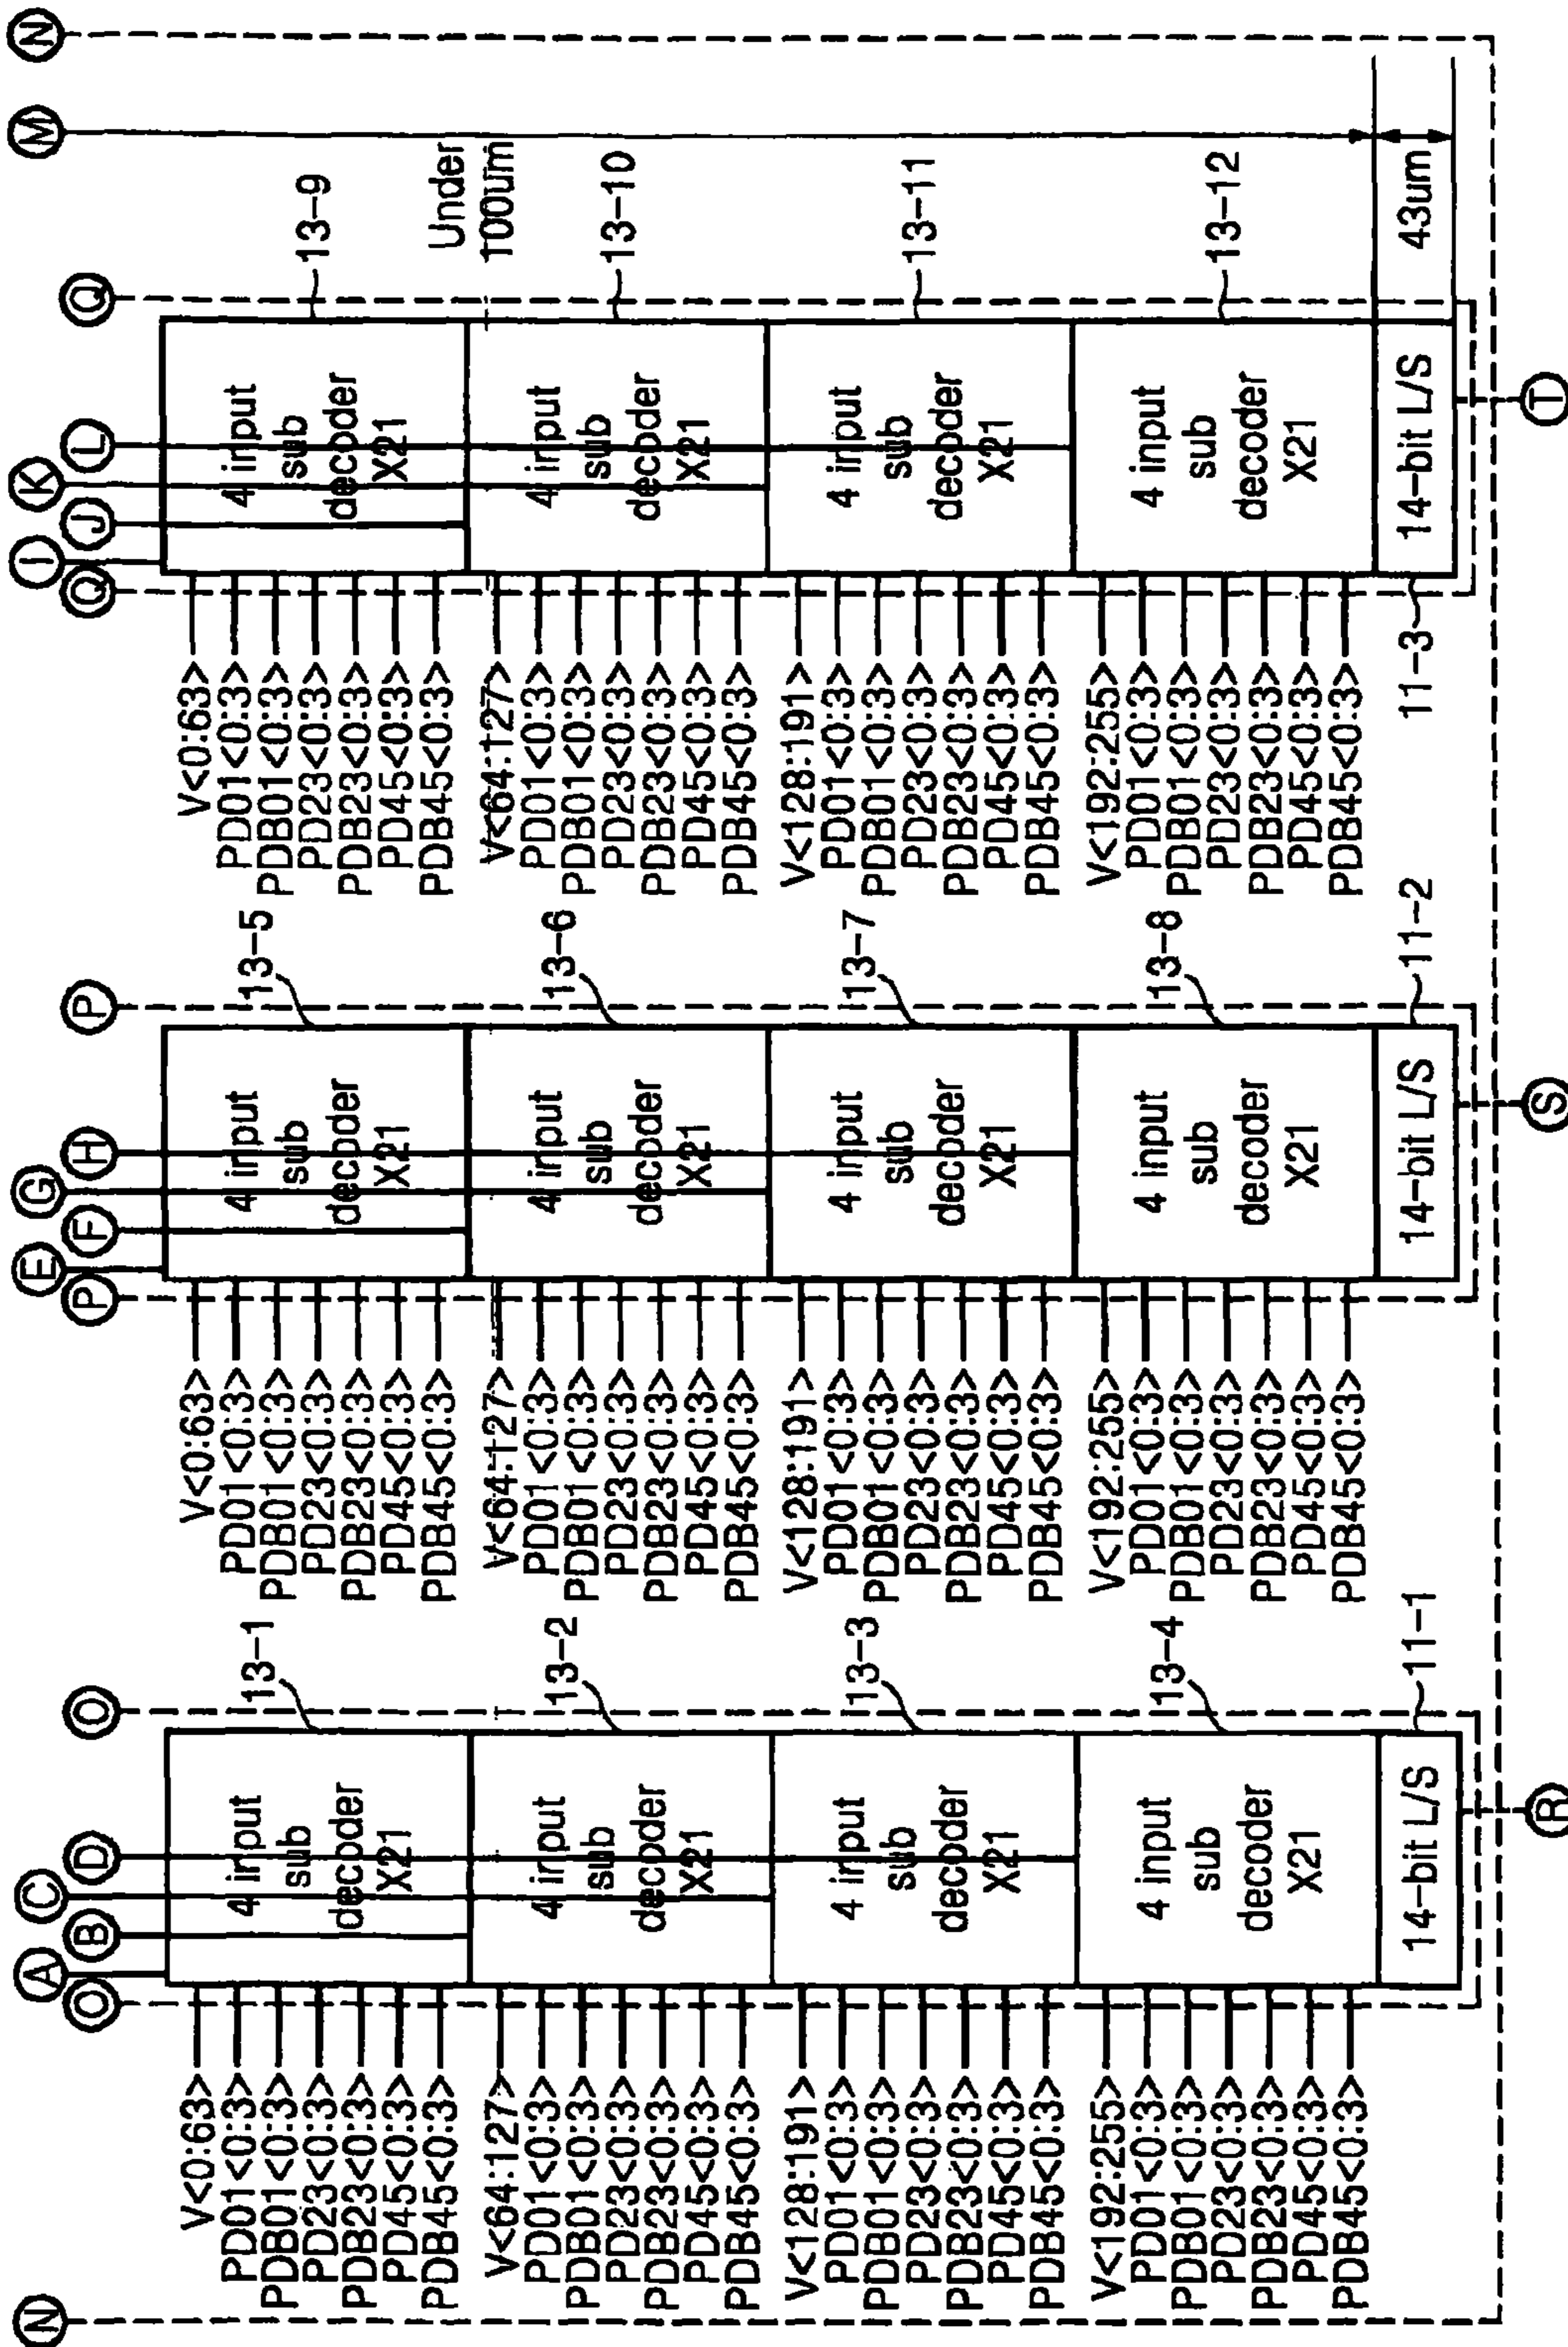 N A C E G I K M N
O B D O P F H P Q J L Q
V<0:63>
PD01<0:3>
PDB01<0:3>
PD23<0:3>
PDB23<0:3>
PD45<0:3>
PDB45<0:3>
4 input
sub
decoder
X21
13-1
V<64:127>
PD01<0:3>
PDB01<0:3>
PD23<0:3>
PDB23<0:3>
PD45<0:3>
PDB45<0:3>
4 input
sub
decoder
X21
13-2
V<128:191>
PD01<0:3>
PDB01<0:3>
PD23<0:3>
PDB23<0:3>
PD45<0:3>
PDB45<0:3>
4 input
sub
decoder
X21
13-3
V<192:255>
PD01<0:3>
PDB01<0:3>
PD23<0:3>
PDB23<0:3>
PD45<0:3>
PDB45<0:3>
4 input
sub
decoder
X21
13-4
14-bit L/S
11-1
V<0:63>
PD01<0:3>
PDB01<0:3>
PD23<0:3>
PDB23<0:3>
PD45<0:3>
PDB45<0:3>
4 input
sub
decoder
X21
13-5
V<64:127>
PD01<0:3>
PDB01<0:3>
PD23<0:3>
PDB23<0:3>
PD45<0:3>
PDB45<0:3>
4 input
sub
decoder
X21
13-6
V<128:191>
PD01<0:3>
PDB01<0:3>
PD23<0:3>
PDB23<0:3>
PD45<0:3>
PDB45<0:3>
4 input
sub
decoder
X21
13-7
V<192:255>
PD01<0:3>
PDB01<0:3>
PD23<0:3>
PDB23<0:3>
PD45<0:3>
PDB45<0:3>
4 input
sub
decoder
X21
13-8
14-bit L/S
11-2
V<0:63>
PD01<0:3>
PDB01<0:3>
PD23<0:3>
PDB23<0:3>
PD45<0:3>
PDB45<0:3>
4 input
sub
decoder
X21
13-9
V<64:127>
PD01<0:3>
PDB01<0:3>
PD23<0:3>
PDB23<0:3>
PD45<0:3>
PDB45<0:3>
4 input
sub
decoder
X21
13-10
V<128:191>
PD01<0:3>
PDB01<0:3>
PD23<0:3>
PDB23<0:3>
PD45<0:3>
PDB45<0:3>
4 input
sub
decoder
X21
13-11
V<192:255>
PD01<0:3>
PDB01<0:3>
PD23<0:3>
PDB23<0:3>
PD45<0:3>
PDB45<0:3>
4 input
sub
decoder
X21
13-12
11-3
14-bit L/S
Under
100um
43um
R S T